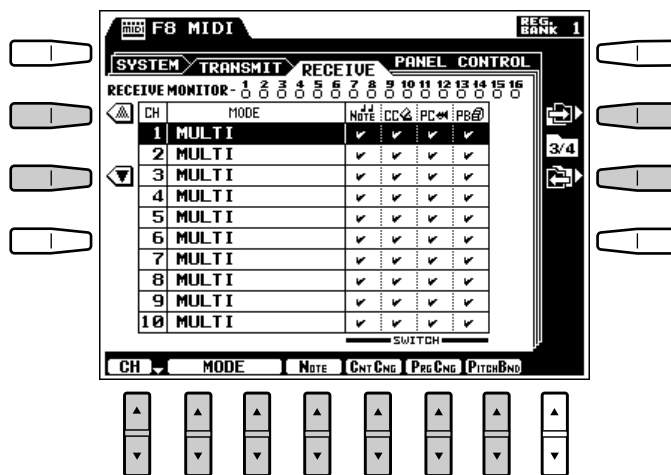 MIDI F8 MIDI REG. BANK 1
SYSTEM TRANSMIT RECEIVE PANEL CONTROL
RECEIVE MONITOR- 1 2 3 4 5 6 7 8 9 10 11 12 13 14 15 16
CH MODE NOTE CC PC PB
1 MULTI
2 MULTI
3 MULTI
4 MULTI
5 MULTI
6 MULTI
7 MULTI
8 MULTI
9 MULTI
10 MULTI
3/4
SWITCH
CH MODE NOTE CNTCNG PRGCNG PITCHBND